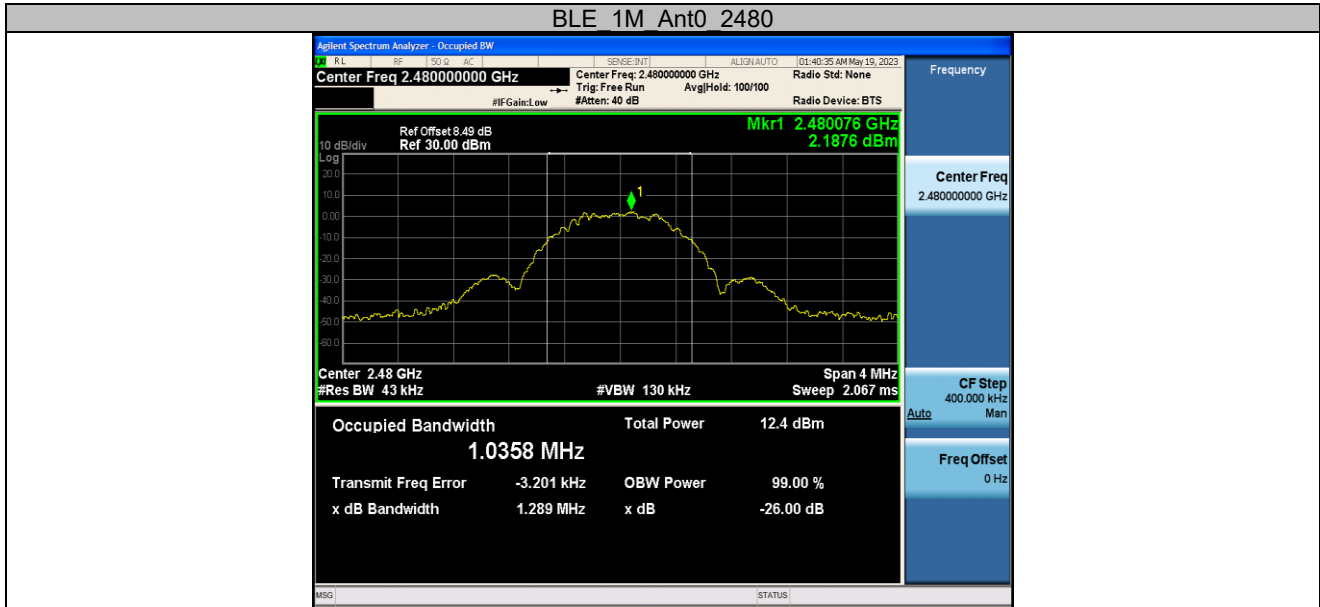 BLE_1M_Ant0_2480
Agilent Spectrum Analyzer - Occupied BW
RL RF 50 Ω AC SENSE:INT ALIGN AUTO 01:40:35 AM May 19, 2023
Center Freq 2.480000000 GHz
#IFGain:Low
Center Freq: 2.480000000 GHz
Trig: Free Run Avg|Hold: 100/100
#Atten: 40 dB
Radio Std: None
Radio Device: BTS
Frequency
Mkr1 2.480076 GHz
2.1876 dBm
Ref Offset 8.49 dB
10 dB/div Ref 30.00 dBm
Log
20.0
10.0
0.00
-10.0
-20.0
-30.0
-40.0
-50.0
-60.0
1
Center 2.48 GHz Span 4 MHz
#Res BW 43 kHz #VBW 130 kHz Sweep 2.067 ms
Occupied Bandwidth Total Power 12.4 dBm
1.0358 MHz
Transmit Freq Error -3.201 kHz OBW Power 99.00 %
x dB Bandwidth 1.289 MHz x dB -26.00 dB
Center Freq
2.480000000 GHz
CF Step
400.000 kHz
Auto Man
Freq Offset
0 Hz
MSG STATUS